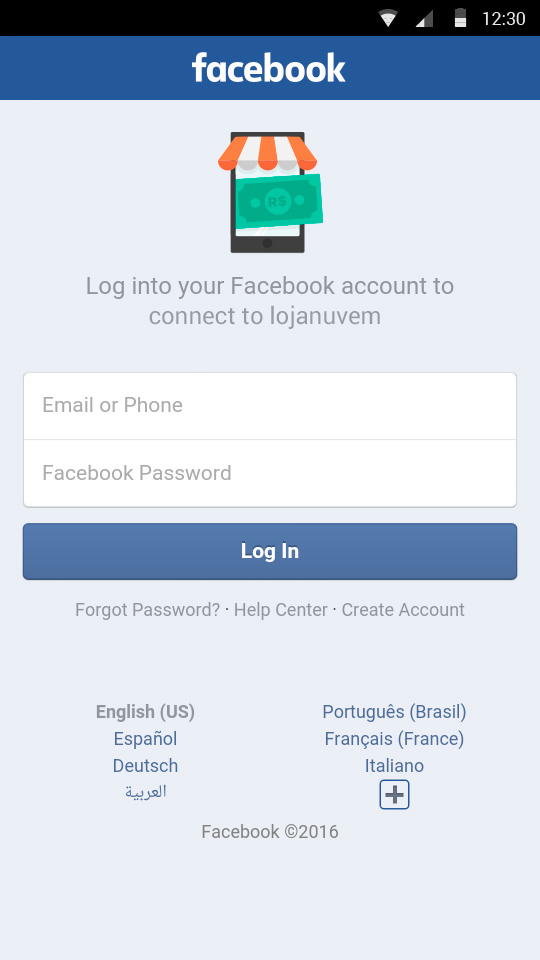 12:30
facebook
R$
Log into your Facebook account to
connect to lojanuvem
Email or Phone
Facebook Password
Log In
Forgot Password? · Help Center · Create Account
English (US) Português (Brasil)
Español Français (France)
Deutsch Italiano
العربية
Facebook ©2016